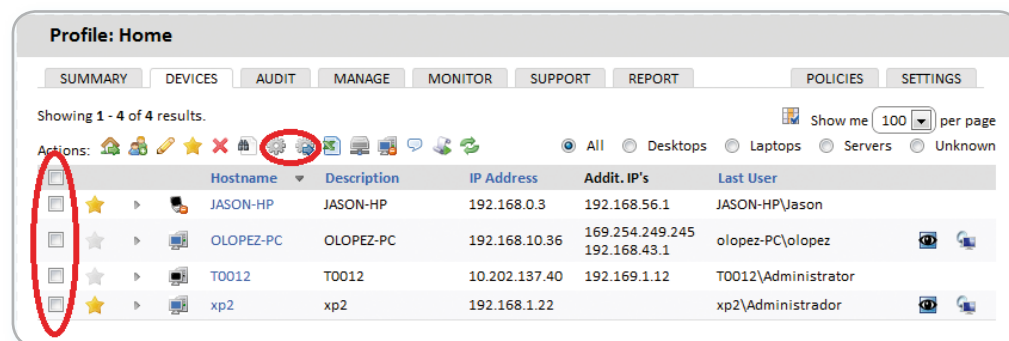 Profile: Home
SUMMARY DEVICES AUDIT MANAGE MONITOR SUPPORT REPORT POLICIES SETTINGS
Showing 1 - 4 of 4 results. Show me 100 per page
Actions: All Desktops Laptops Servers Unknown
Hostname Description IP Address Addit. IP's Last User
JASON-HP JASON-HP 192.168.0.3 192.168.56.1 JASON-HP\Jason
OLOPEZ-PC OLOPEZ-PC 192.168.10.36 169.254.249.245 olopez-PC\olopez
192.168.43.1
T0012 T0012 10.202.137.40 192.169.1.12 T0012\Administrator
xp2 xp2 192.168.1.22 xp2\Administrador